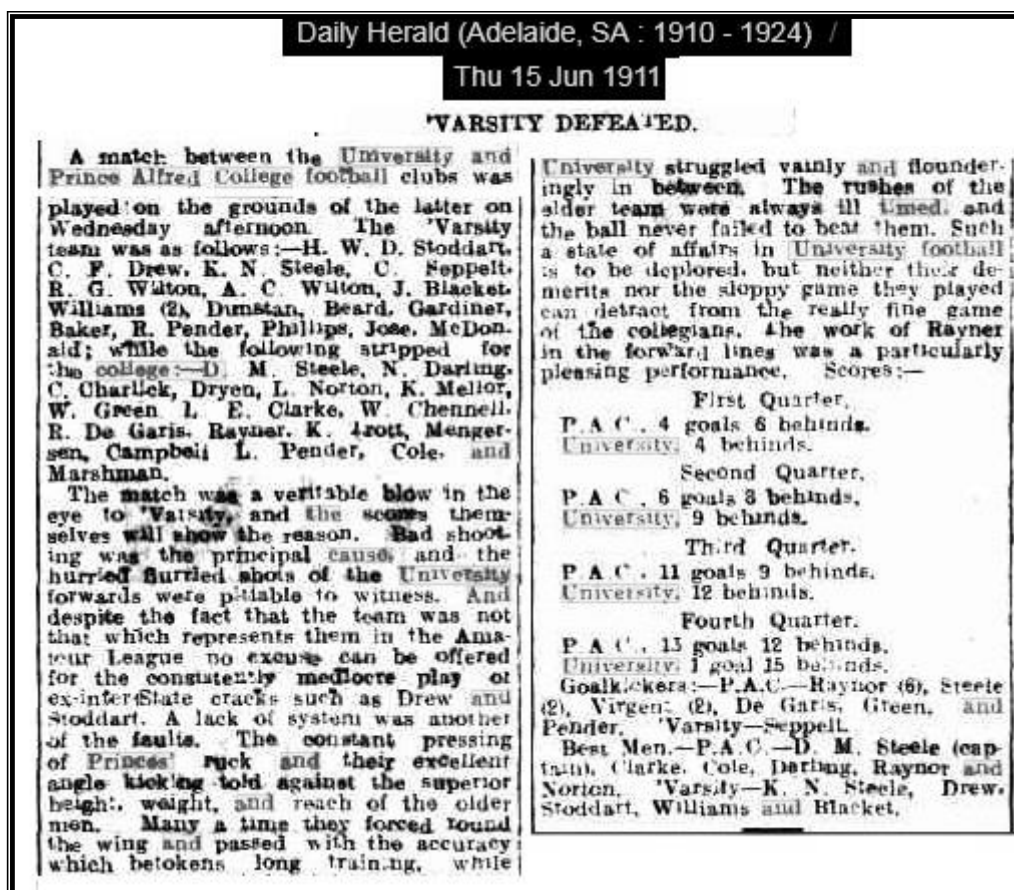 Daily Herald (Adelaide, SA : 1910 - 1924) /
Thu 15 Jun 1911
'VARSITY DEFEATED.
A match between the University and
Prince Alfred College football clubs was
played on the grounds of the latter on
Wednesday afternoon. The 'Varsity
team was as follows:—H. W. D. Stoddart,
C. F. Drew, K. N. Steele, C. Seppelt,
R. G. Wilton, A. C. Wilton, J. Blacket,
Williams (2), Dunstan, Beard, Gardiner,
Baker, R. Pender, Phillips, Jose, McDon-
ald; while the following stripped for
the college:—D. M. Steele, N. Darling,
C. Charlick, Dryen, L. Norton, K. Mellor,
W. Green, L. E. Clarke, W. Chennell,
R. De Garis, Rayner, K. Trott, Menger-
sen, Campbell, L. Pender, Cole, and
Marshman.
The match was a veritable blow in the
eye to 'Varsity, and the scores them-
selves will show the reason. Bad shoot-
ing was the principal cause, and the
hurried flurried shots of the University
forwards were pitiable to witness. And
despite the fact that the team was not
that which represents them in the Ama-
teur League no excuse can be offered
for the consistently mediocre play of
ex-interState cracks such as Drew and
Stoddart. A lack of system was another
of the faults. The constant pressing
of Princes' ruck and their excellent
angle kicking told against the superior
height, weight, and reach of the older
men. Many a time they forced round
the wing and passed with the accuracy
which betokens long training, while
University struggled vainly and flounder-
ingly in between. The rushes of the
elder team were always ill timed, and
the ball never failed to beat them. Such
a state of affairs in University football
is to be deplored, but neither their de-
merits nor the sloppy game they played
can detract from the really fine game
of the collegians. The work of Rayner
in the forward lines was a particularly
pleasing performance. Scores:—
First Quarter.
P.A.C., 4 goals 6 behinds.
University, 4 behinds.
Second Quarter.
P.A.C., 6 goals 8 behinds.
University, 9 behinds.
Third Quarter.
P.A.C., 11 goals 9 behinds.
University, 12 behinds.
Fourth Quarter.
P.A.C., 13 goals 12 behinds.
University, 1 goal 15 behinds.
Goalkickers:—P.A.C.—Raynor (6), Steele
(2), Virgent (2), De Garis, Green, and
Pender. 'Varsity—Seppelt.
Best Men.—P.A.C.—D. M. Steele (cap-
tain), Clarke, Cole, Darling, Raynor and
Norton. 'Varsity—K. N. Steele, Drew,
Stoddart, Williams and Blacket.